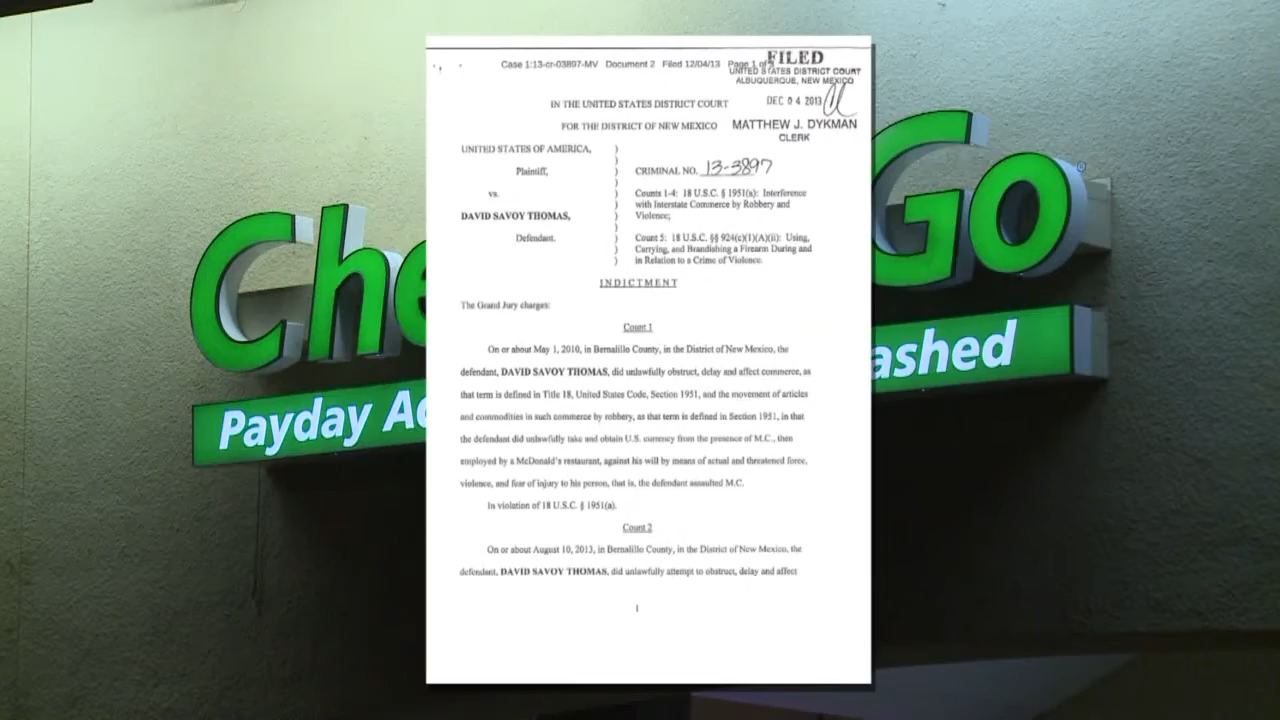 Case 1:13-cr-03897-MV Document 2 Filed 12/04/13 Page 1 of
FILED
UNITED STATES DISTRICT COURT
ALBUQUERQUE, NEW MEXICO
DEC 04 2013
MATTHEW J. DYKMAN
CLERK
IN THE UNITED STATES DISTRICT COURT
FOR THE DISTRICT OF NEW MEXICO
UNITED STATES OF AMERICA,
Plaintiff,
vs.
DAVID SAVOY THOMAS,
Defendant.
CRIMINAL NO. 13-3897
Counts 1-4: 18 U.S.C. § 1951(a): Interference
with Interstate Commerce by Robbery and
Violence;
Count 5: 18 U.S.C. §§ 924(c)(1)(A)(ii): Using,
Carrying, and Brandishing a Firearm During and
in Relation to a Crime of Violence.
INDICTMENT
The Grand Jury charges:
Count 1
On or about May 1, 2010, in Bernalillo County, in the District of New Mexico, the
defendant, DAVID SAVOY THOMAS, did unlawfully obstruct, delay and affect commerce, as
that term is defined in Title 18, United States Code, Section 1951, and the movement of articles
and commodities in such commerce by robbery, as that term is defined in Section 1951, in that
the defendant did unlawfully take and obtain U.S. currency from the presence of M.C., then
employed by a McDonald's restaurant, against his will by means of actual and threatened force,
violence, and fear of injury to his person, that is, the defendant assaulted M.C.
In violation of 18 U.S.C. § 1951(a).
Count 2
On or about August 10, 2013, in Bernalillo County, in the District of New Mexico, the
defendant, DAVID SAVOY THOMAS, did unlawfully attempt to obstruct, delay and affect
1
Che
Go
®
Payday A
ashed